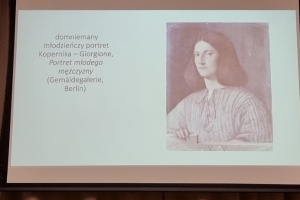 domniemany
młodzieńczy portret
Kopernika – Giorgione,
Portret młodego
mężczyzny
(Gemäldegalerie,
Berlin)